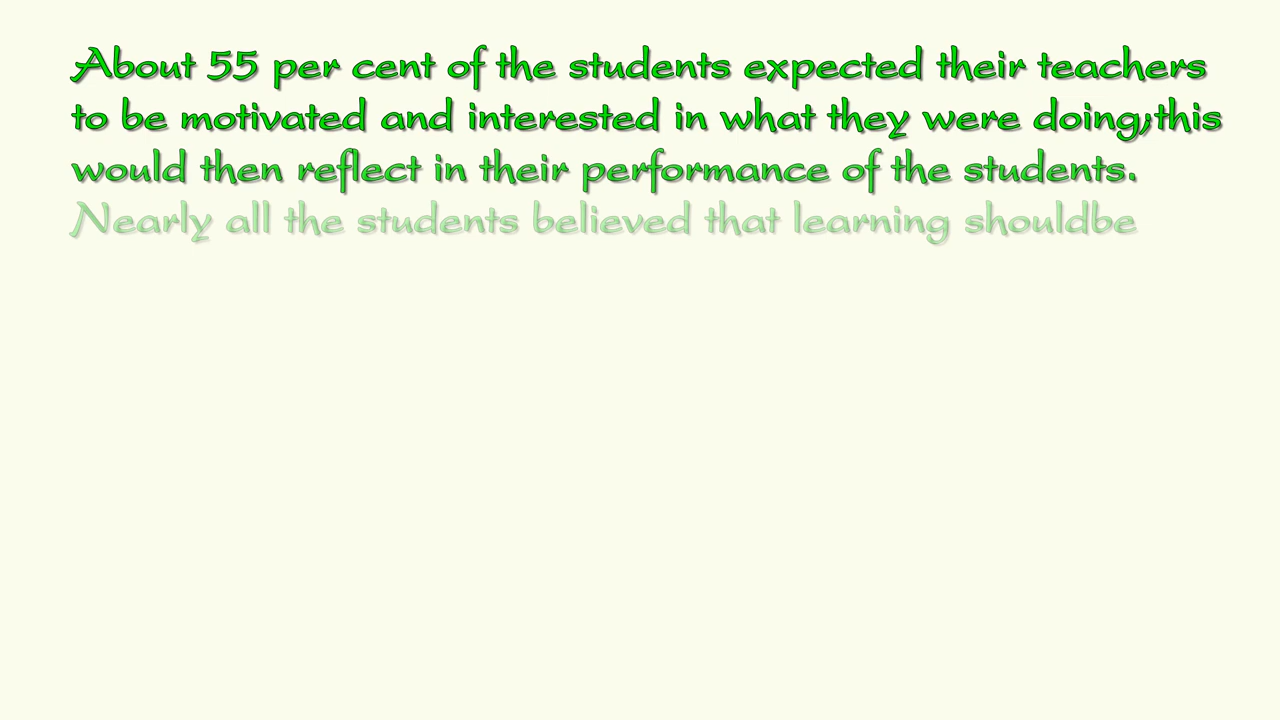 About 55 per cent of the students expected their teachers
to be motivated and interested in what they were doing;this
would then reflect in their performance of the students.
Nearly all the students believed that learning shouldbe